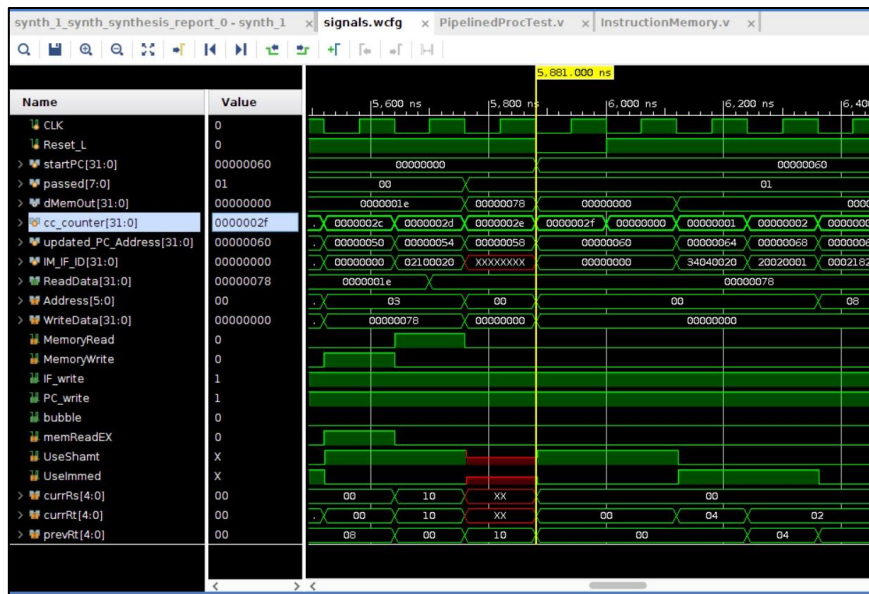 synth_1_synth_synthesis_report_0 - synth_1 x signals.wcfg x PipelinedProcTest.v x InstructionMemory.v x
5,881.000 ns
Name Value 5,600 ns 5,800 ns 6,000 ns 6,200 ns 6,40
CLK 0
Reset_L 0
startPC[31:0] 00000060 00000000 00000060
passed[7:0] 01 00 01
dMemOut[31:0] 00000000 0000001e 00000078 00000000 0000
cc_counter[31:0] 0000002f 0000002c 0000002d 0000002e 0000002f 00000000 00000001 00000002 000000
updated_PC_Address[31:0] 00000060 00000050 00000054 00000058 00000060 00000064 00000068 0000006
IM_IF_ID[31:0] 00000000 00000000 02100020 XXXXXXXX 00000000 34040020 20020001 0002182
ReadData[31:0] 00000078 0000001e 00000078
Address[5:0] 00 03 00 00 08
WriteData[31:0] 00000000 00000078 00000000 00000000
MemoryRead 0
MemoryWrite 0
IF_write 1
PC_write 1
bubble 0
memReadEX 0
UseShamt X
UseImmed X
currRs[4:0] 00 00 10 XX 00
currRt[4:0] 00 00 10 XX 00 04 02
prevRt[4:0] 00 08 00 10 00 04